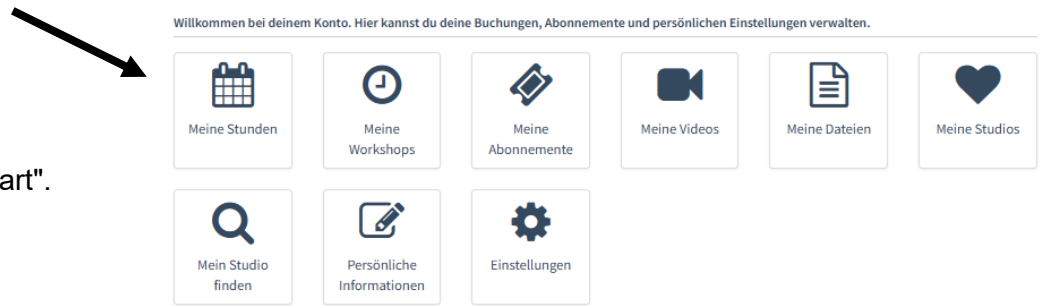 Willkommen bei deinem Konto. Hier kannst du deine Buchungen, Abonnemente und persönlichen Einstellungen verwalten.
Meine Stunden
Meine
Workshops
Meine
Abonnemente
Meine Videos
Meine Dateien
Meine Studios
art".
Mein Studio
finden
Persönliche
Informationen
Einstellungen